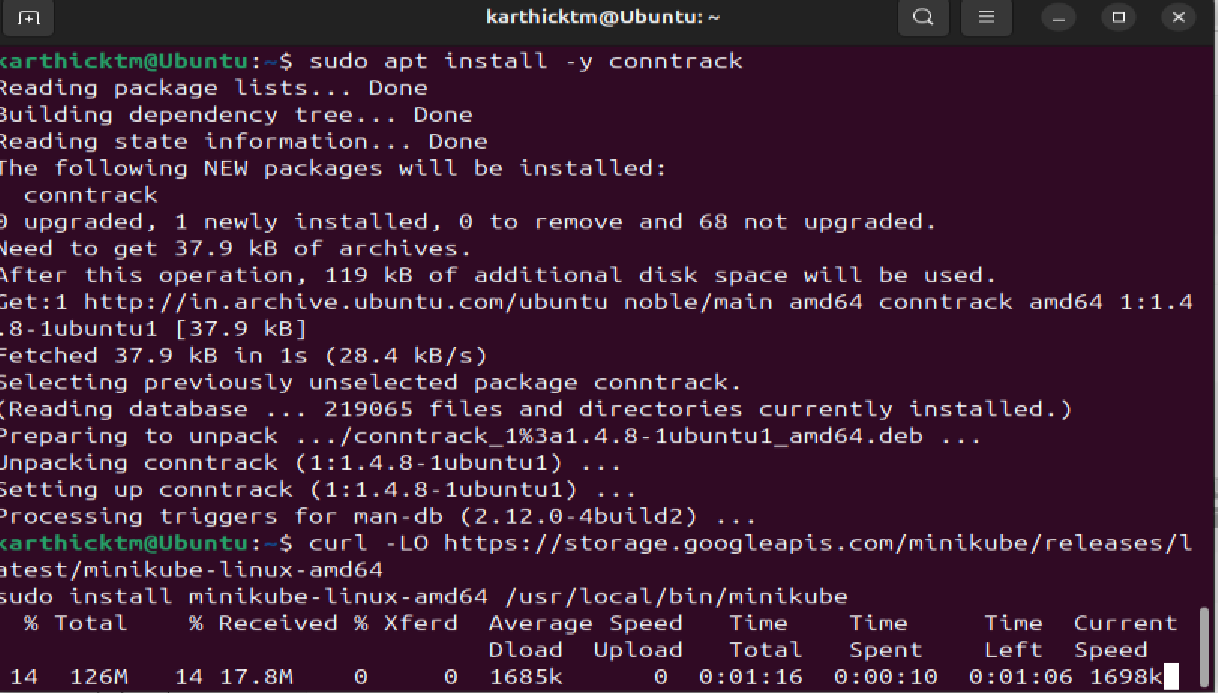 karthicktm@Ubuntu: ~
karthicktm@Ubuntu:~$ sudo apt install -y conntrack
Reading package lists... Done
Building dependency tree... Done
Reading state information... Done
The following NEW packages will be installed:
  conntrack
0 upgraded, 1 newly installed, 0 to remove and 68 not upgraded.
Need to get 37.9 kB of archives.
After this operation, 119 kB of additional disk space will be used.
Get:1 http://in.archive.ubuntu.com/ubuntu noble/main amd64 conntrack amd64 1:1.4
.8-1ubuntu1 [37.9 kB]
Fetched 37.9 kB in 1s (28.4 kB/s)
Selecting previously unselected package conntrack.
(Reading database ... 219065 files and directories currently installed.)
Preparing to unpack .../conntrack_1%3a1.4.8-1ubuntu1_amd64.deb ...
Unpacking conntrack (1:1.4.8-1ubuntu1) ...
Setting up conntrack (1:1.4.8-1ubuntu1) ...
Processing triggers for man-db (2.12.0-4build2) ...
karthicktm@Ubuntu:~$ curl -LO https://storage.googleapis.com/minikube/releases/l
atest/minikube-linux-amd64
sudo install minikube-linux-amd64 /usr/local/bin/minikube
  % Total    % Received % Xferd  Average Speed   Time    Time     Time  Current
                                 Dload  Upload   Total   Spent    Left  Speed
 14  126M   14 17.8M    0     0  1685k      0  0:01:16  0:00:10  0:01:06 1698k